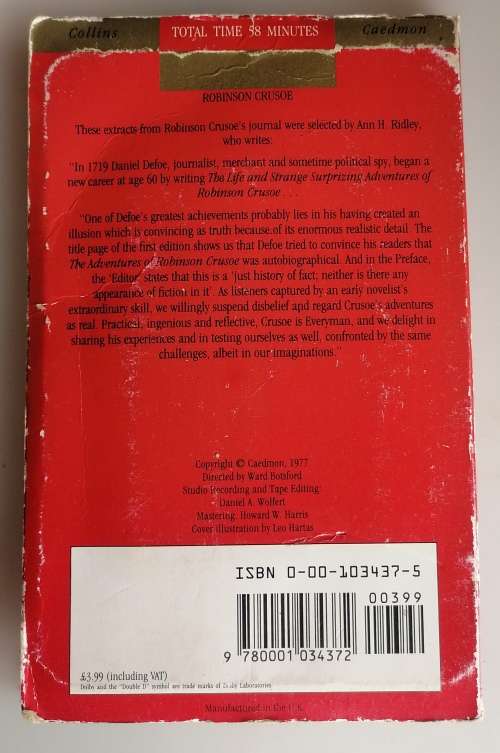 Collins TOTAL TIME 58 MINUTES Caedmon
ROBINSON CRUSOE
These extracts from Robinson Crusoe's journal were selected by Ann H. Ridley,
who writes:
"In 1719 Daniel Defoe, journalist, merchant and sometime political spy, began a
new career at age 60 by writing The Life and Strange Surprizing Adventures of
Robinson Crusoe . . .
"One of Defoe's greatest achievements probably lies in his having created an
illusion which is convincing as truth because of its enormous realistic detail. The
title page of the first edition shows us that Defoe tried to convince his readers that
The Adventures of Robinson Crusoe was autobiographical. And in the Preface,
the 'Editor' states that this is a 'just history of fact; neither is there any
appearance of fiction in it'. As listeners captured by an early novelist's
extraordinary skill, we willingly suspend disbelief and regard Crusoe's adventures
as real. Practical, ingenious and reflective, Crusoe is Everyman, and we delight in
sharing his experiences and in testing ourselves as well, confronted by the same
challenges, albeit in our imaginations."
Copyright © Caedmon, 1977
Directed by Ward Botsford
Studio Recording and Tape Editing:
Daniel A. Wolfert
Mastering: Howard W. Harris
Cover illustration by Leo Hartas
ISBN 0-00-103437-5
00399
9 780001 034372
£3.99 (including VAT)
Dolby and the "Double D" symbol are trade marks of Dolby Laboratories
Manufactured in the U.K.